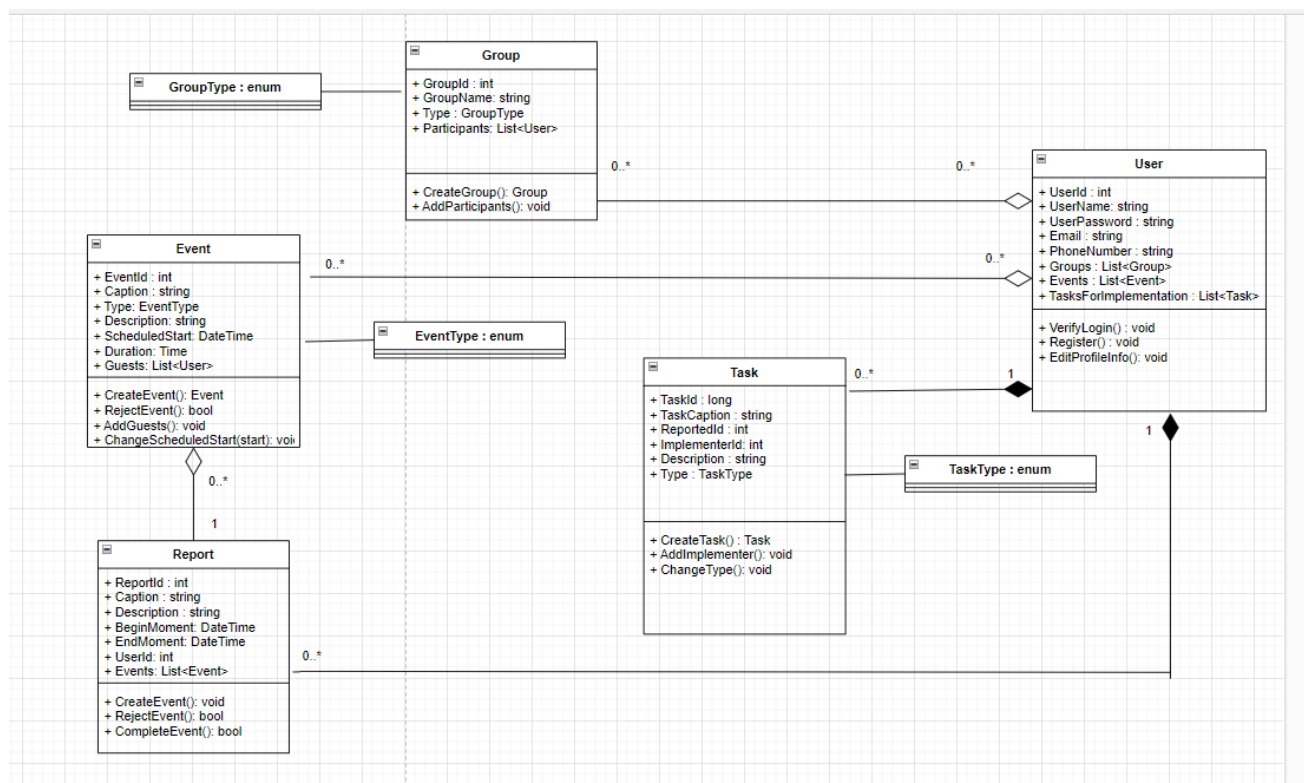 Group
+ GroupId : int
+ GroupName: string
+ Type : GroupType
+ Participants: List<User>
+ CreateGroup(): Group
+ AddParticipants(): void
GroupType : enum
0..*
0..*
User
+ UserId : int
+ UserName: string
+ UserPassword : string
+ Email : string
+ PhoneNumber : string
+ Groups : List<Group>
+ Events : List<Event>
+ TasksForImplementation : List<Task>
+ VerifyLogin() : void
+ Register() : void
+ EditProfileInfo(): void
Event
+ EventId : int
+ Caption : string
+ Type: EventType
+ Description: string
+ ScheduledStart: DateTime
+ Duration: Time
+ Guests: List<User>
+ CreateEvent(): Event
+ RejectEvent(): bool
+ AddGuests(): void
+ ChangeScheduledStart(start): voi
0..*
0..*
EventType : enum
Task
+ TaskId : long
+ TaskCaption : string
+ ReportedId : int
+ ImplementerId: int
+ Description : string
+ Type : TaskType
+ CreateTask() : Task
+ AddImplementer(): void
+ ChangeType(): void
0..*
1
1
TaskType : enum
0..*
1
Report
+ ReportId : int
+ Caption : string
+ Description : string
+ BeginMoment: DateTime
+ EndMoment: DateTime
+ UserId: int
+ Events: List<Event>
+ CreateEvent(): void
+ RejectEvent(): bool
+ CompleteEvent(): bool
0..*